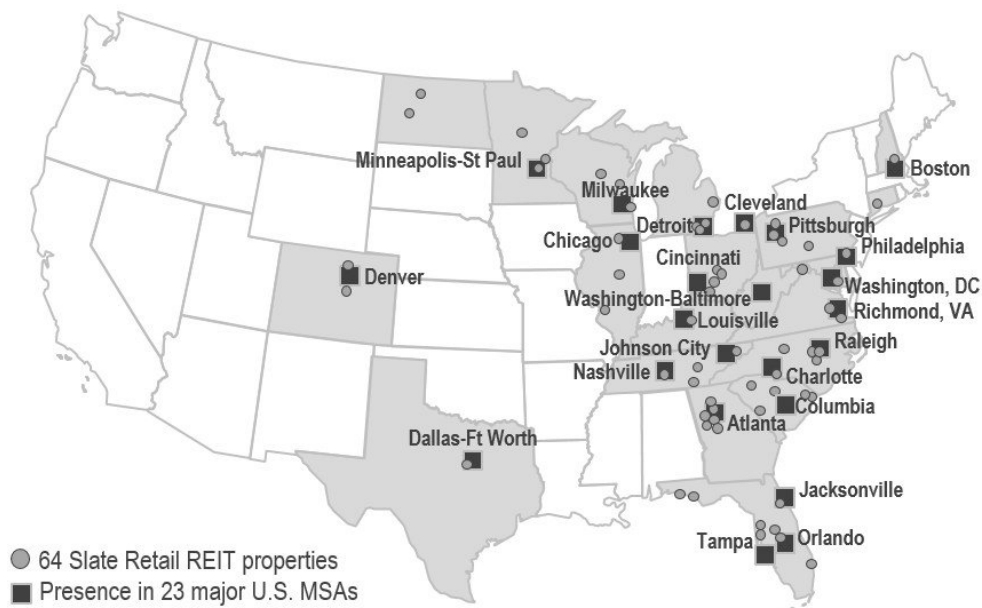 Minneapolis-St Paul
Boston
Milwaukee
Cleveland
Detroit
Pittsburgh
Chicago
Philadelphia
Cincinnati
Denver
Washington, DC
Washington-Baltimore
Richmond, VA
Louisville
Raleigh
Johnson City
Nashville
Charlotte
Columbia
Atlanta
Dallas-Ft Worth
Jacksonville
Tampa
Orlando
64 Slate Retail REIT properties
Presence in 23 major U.S. MSAs